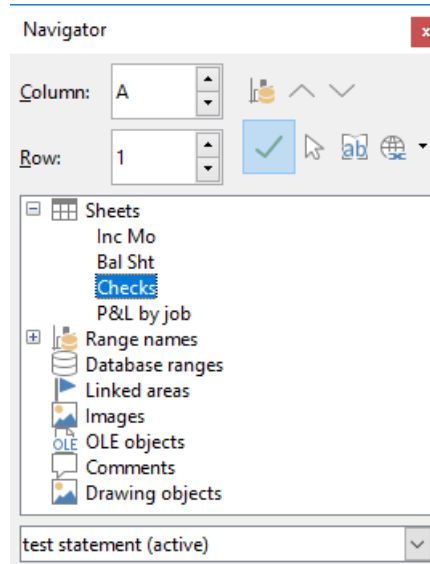 Navigator
x
Column: A
Row: 1
ab
Sheets
Inc Mo
Bal Sht
Checks
P&L by job
Range names
Database ranges
Linked areas
Images
OLE OLE objects
Comments
Drawing objects
test statement (active)